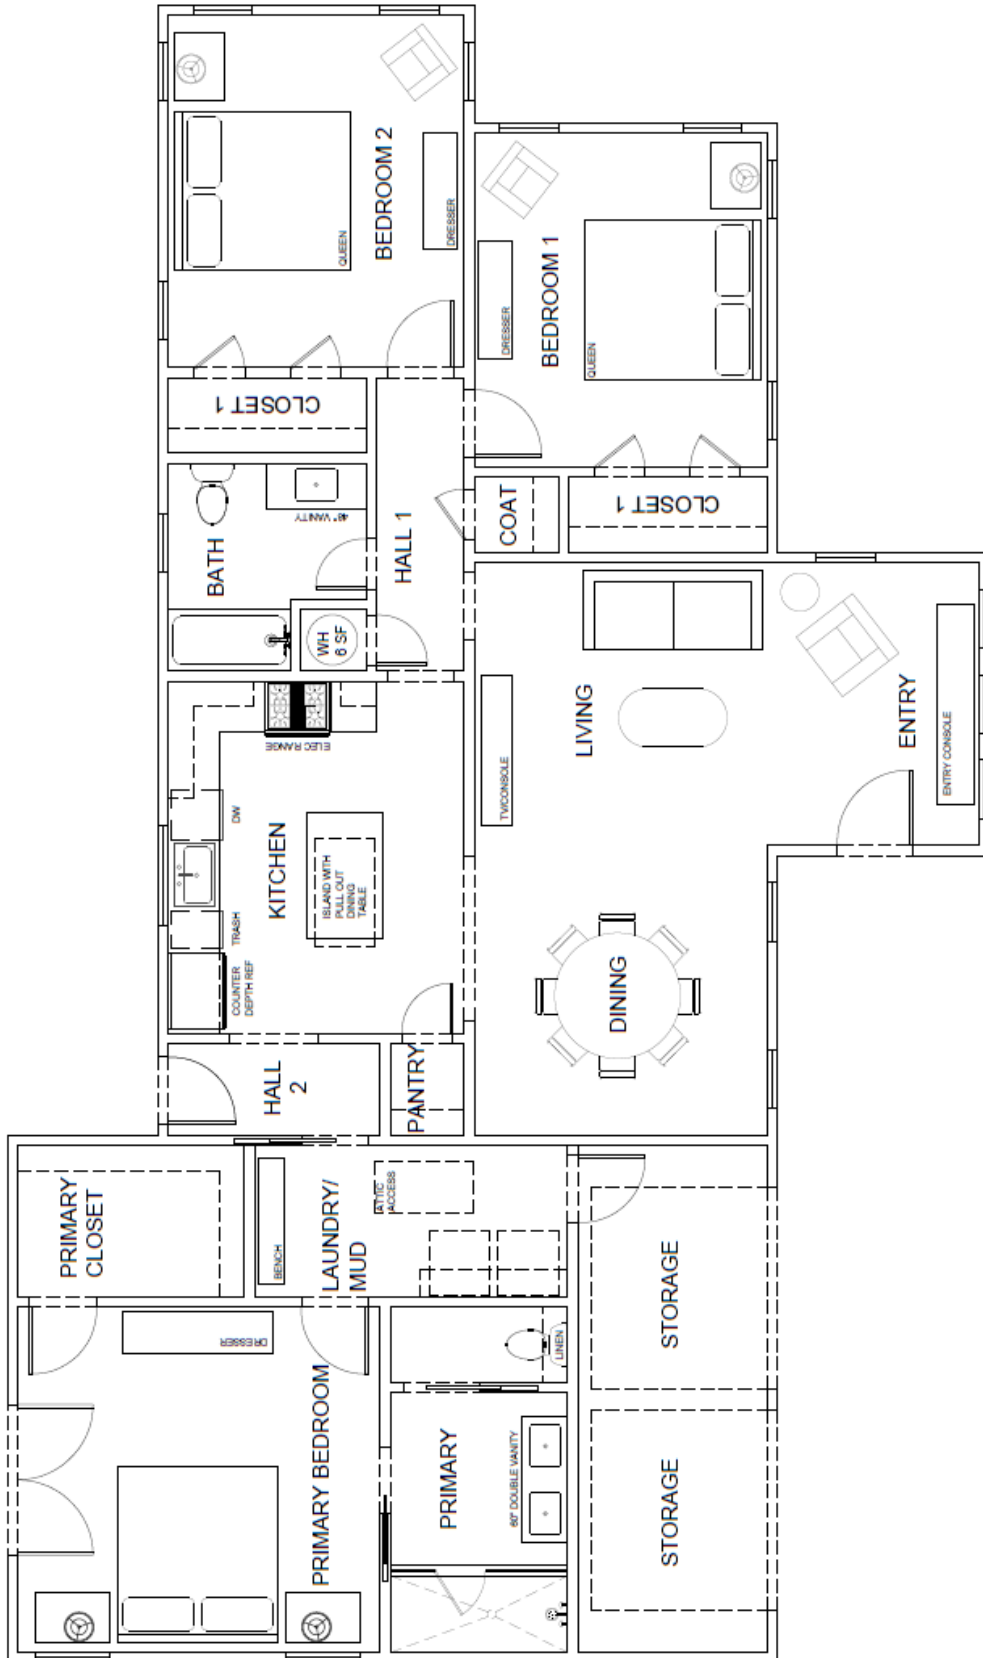 BEDROOM 2
QUEEN
DRESSER
BEDROOM 1
DRESSER
QUEEN
CLOSET 1
CLOSET 1
COAT
BATH
48" VANITY
HALL 1
WH
6 SF
ELEC RANGE
DW
KITCHEN
ISLAND WITH
PULL OUT
DINING
TABLE
TRASH
COUNTER
DEPTH REF
LIVING
TV/CONSOLE
ENTRY
ENTRY CONSOLE
DINING
HALL
2
PANTRY
PRIMARY
CLOSET
BENCH
LAUNDRY/
MUD
ATTIC
ACCESS
STORAGE
STORAGE
DRESSER
PRIMARY BEDROOM
LINEN
PRIMARY
60" DOUBLE VANITY